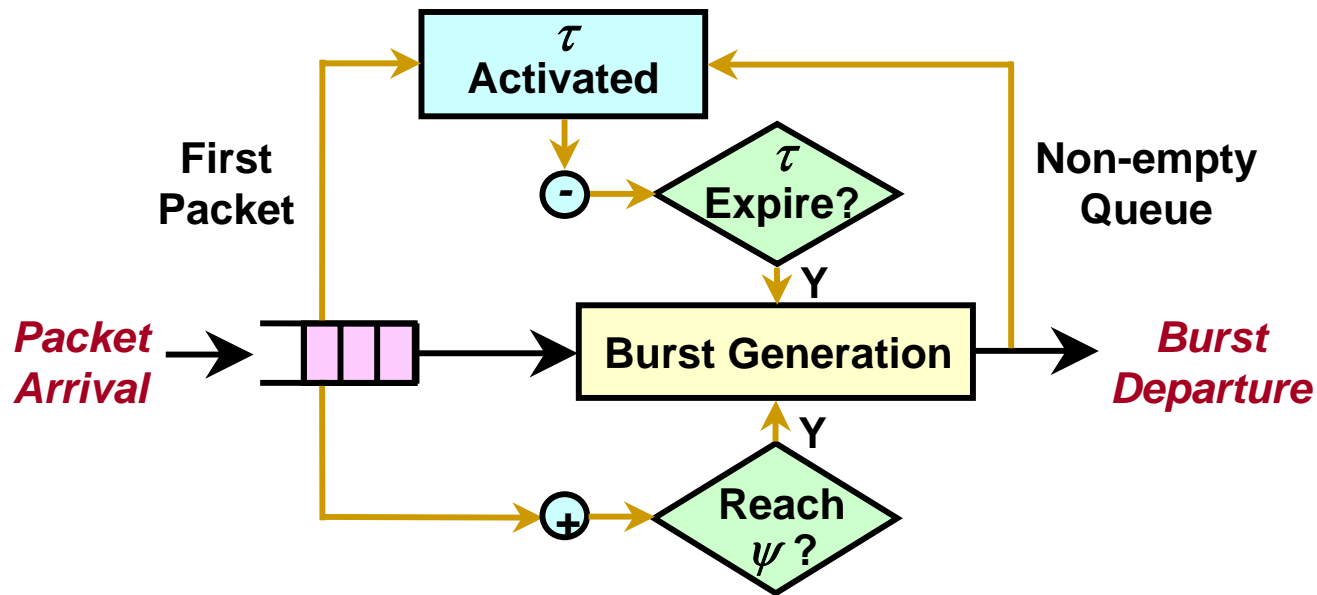 τ
Activated
First
Packet
-
τ
Expire?
Non-empty
Queue
Y
Packet
Arrival
Burst Generation
Burst
Departure
Y
+
Reach
ψ ?